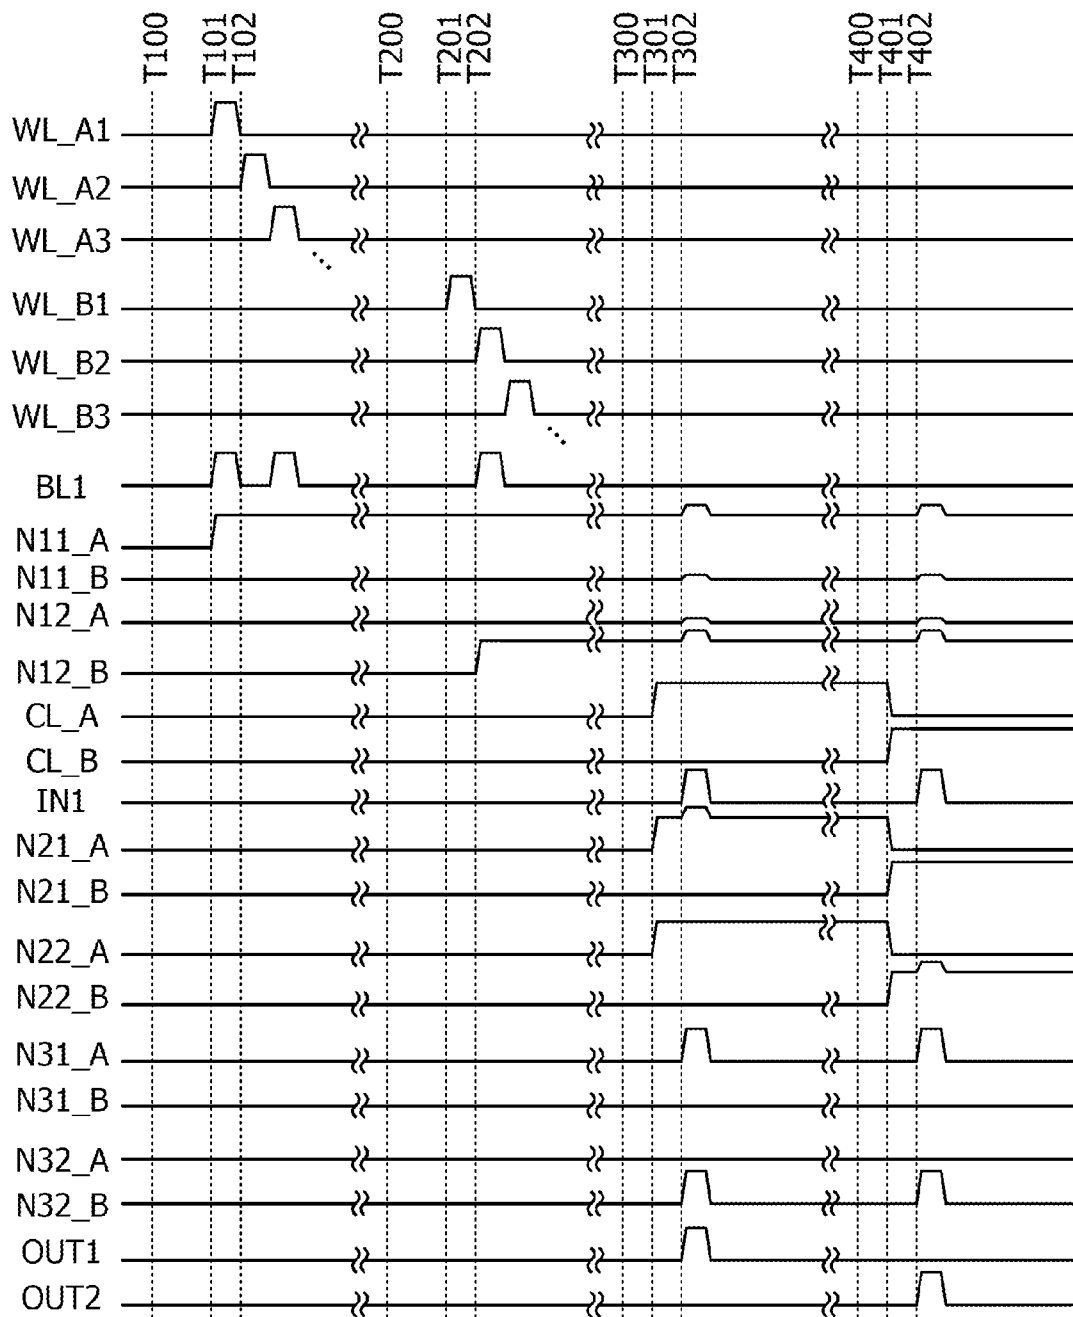 T100
T101
T102
T200
T201
T202
T300
T301
T302
T400
T401
T402
WL_A1
WL_A2
WL_A3
WL_B1
WL_B2
WL_B3
BL1
N11_A
N11_B
N12_A
N12_B
CL_A
CL_B
IN1
N21_A
N21_B
N22_A
N22_B
N31_A
N31_B
N32_A
N32_B
OUT1
OUT2